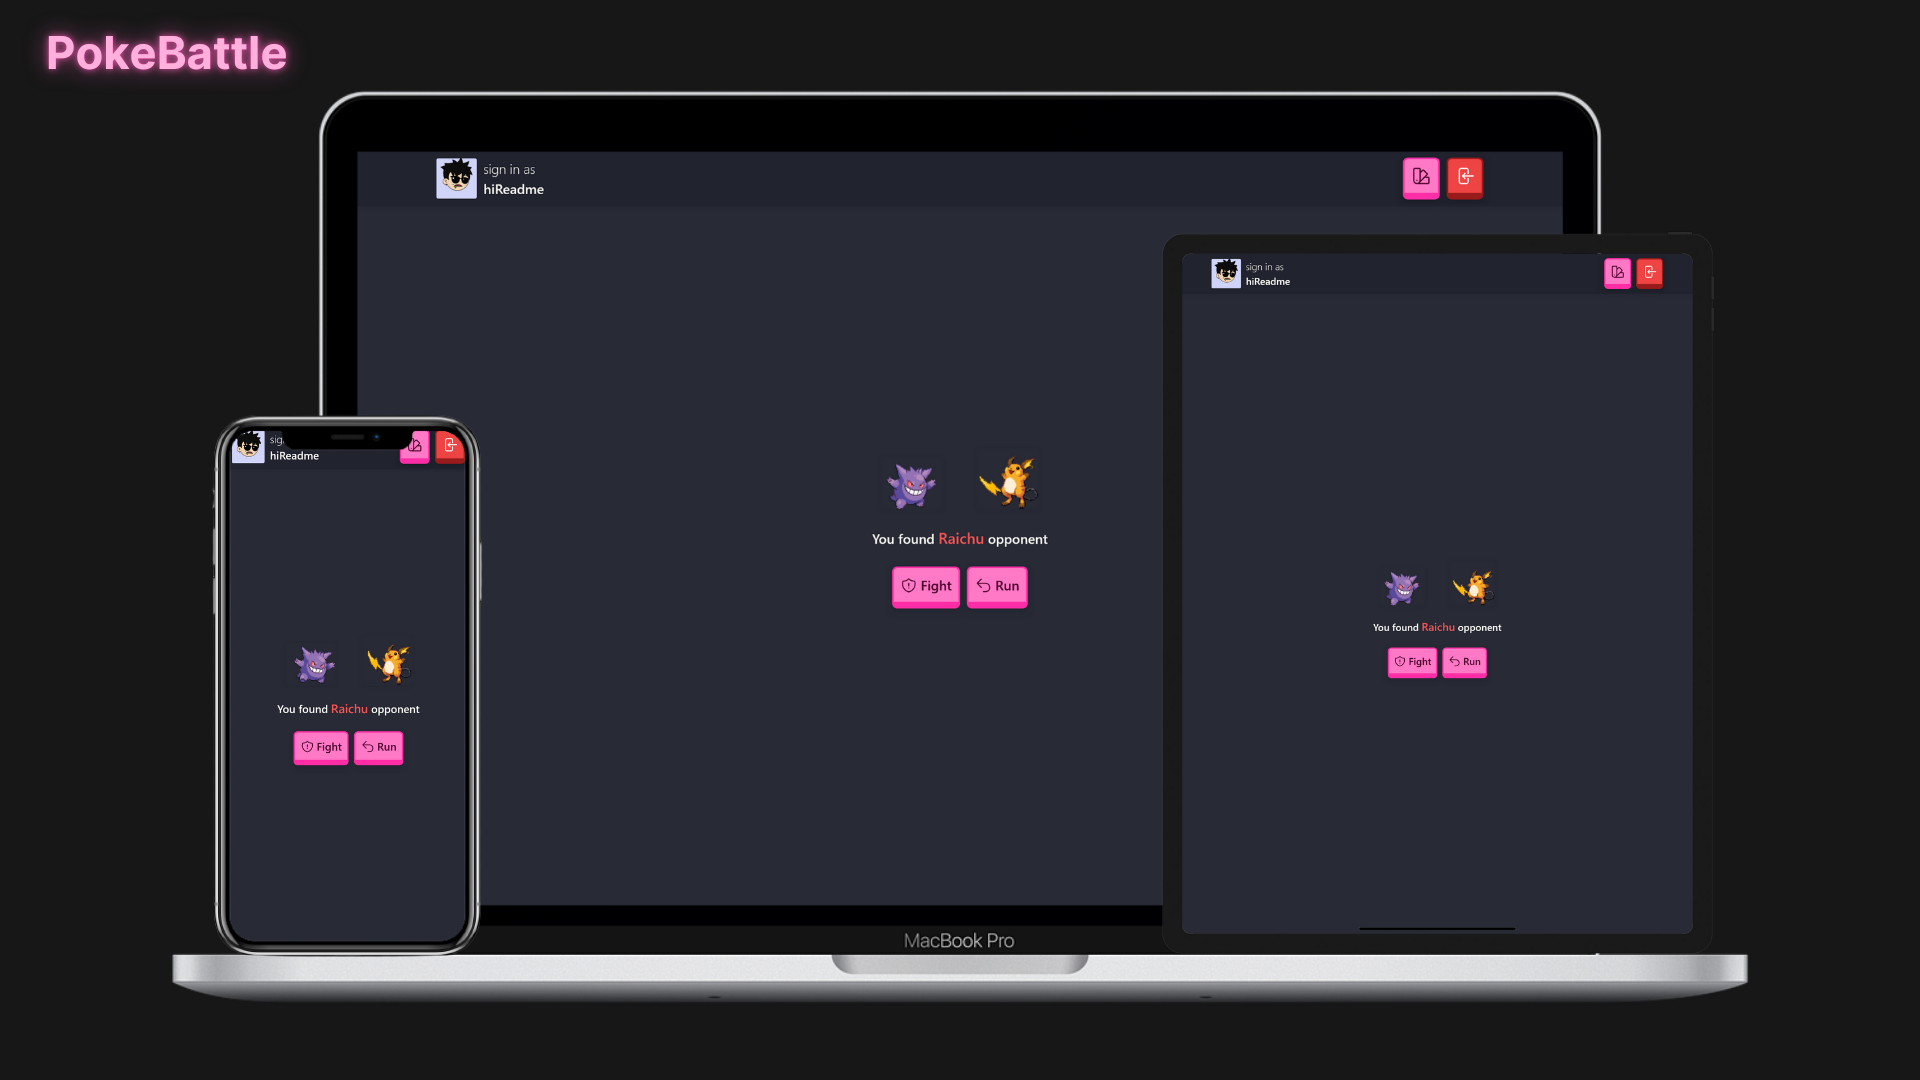 PokeBattle
sign in as
hiReadme
You found Raichu opponent
Fight Run
MacBook Pro
sign in as
hiReadme
You found Raichu opponent
Fight Run
sig
hiReadme
You found Raichu opponent
Fight Run